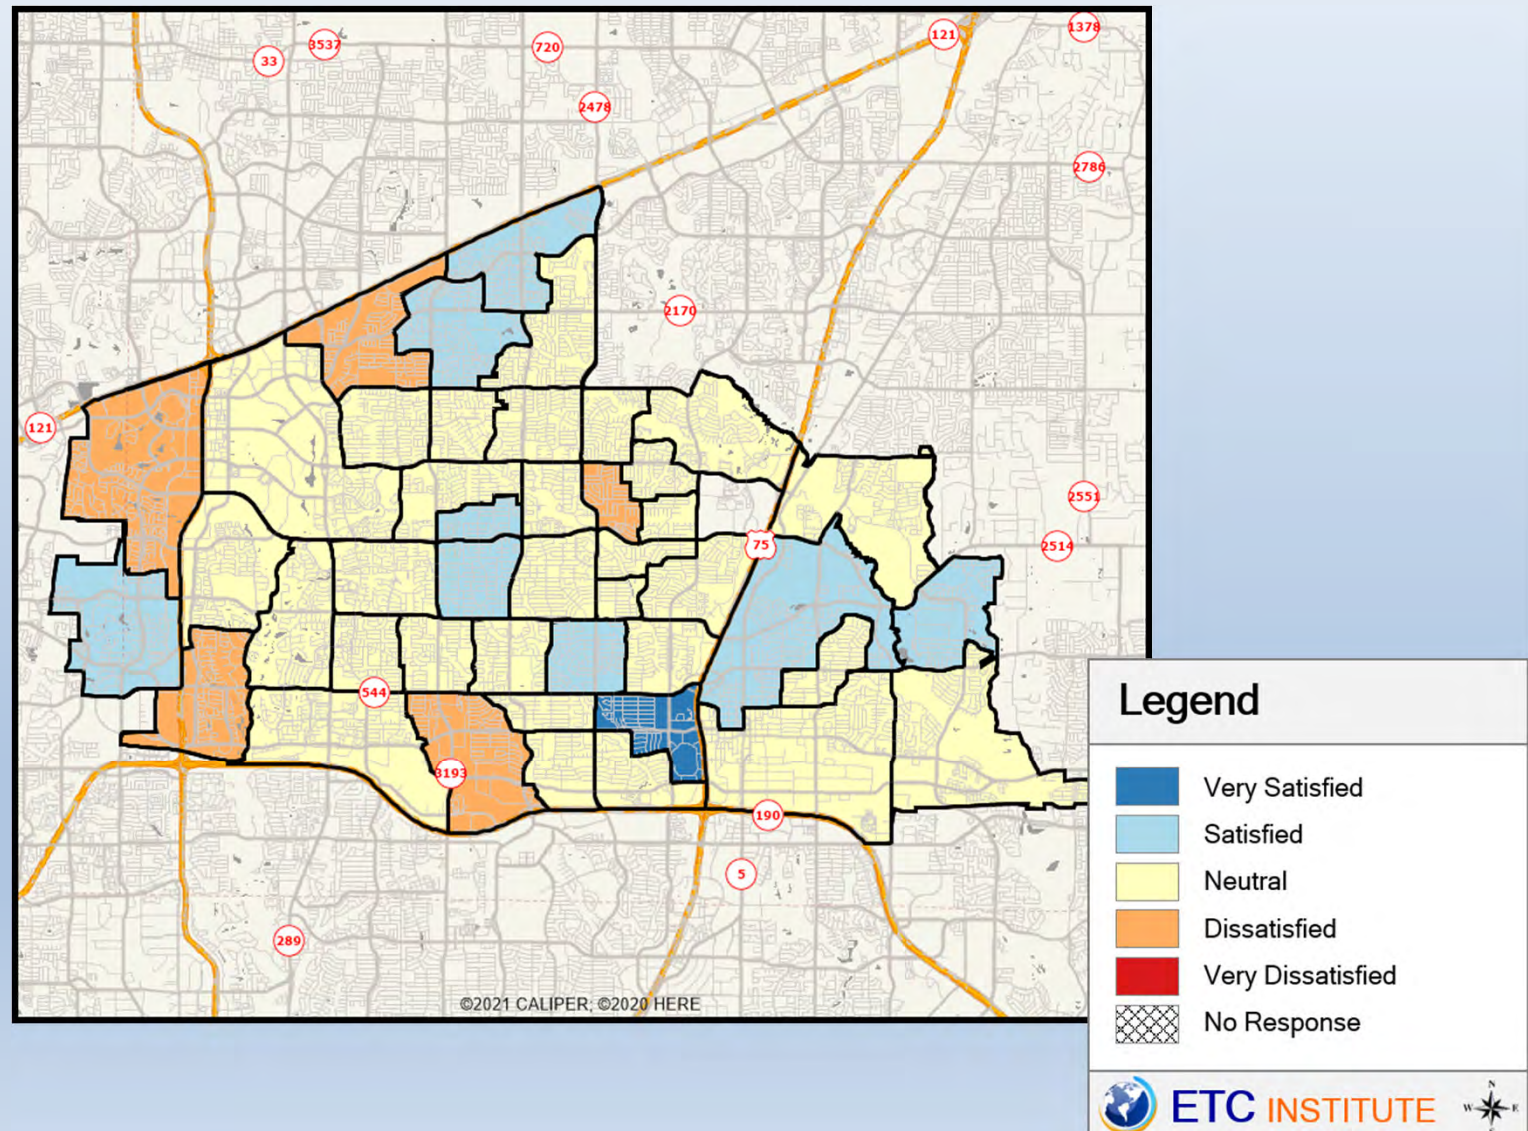 121
1378
3537
33
720
2478
2786
2170
121
2551
75
2514
544
3193
190
5
289
©2021 CALIPER; ©2020 HERE
Legend
Very Satisfied
Satisfied
Neutral
Dissatisfied
Very Dissatisfied
No Response
ETC INSTITUTE
N
W E
S